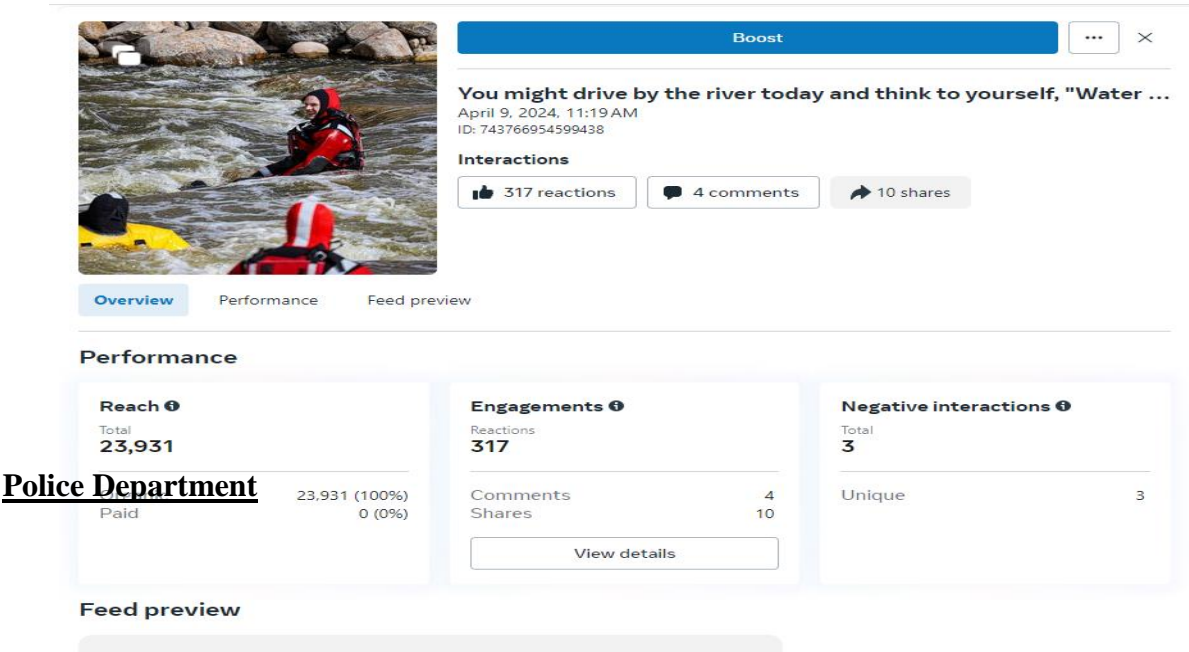 Boost
You might drive by the river today and think to yourself, "Water ...
April 9, 2024, 11:19 AM
ID: 743766954599438
Interactions
317 reactions
4 comments
10 shares
Overview
Performance
Feed preview
Performance
Reach
Total
23,931
23,931 (100%)
Paid
0 (0%)
Engagements
Reactions
317
Comments
4
Shares
10
View details
Negative interactions
Total
3
Unique
3
Police Department
Feed preview